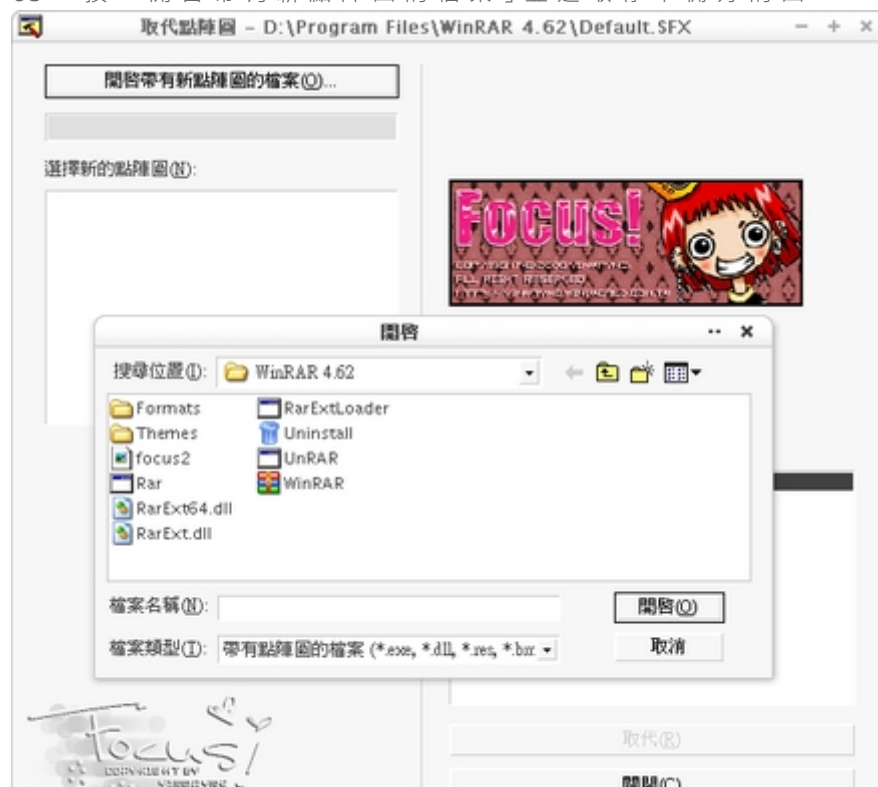 取代點陣圖 – D:\Program Files\WinRAR 4.62\Default.SFX
開啓帶有新點陣圖的檔案(O)...
選擇新的點陣圖(N):
Focus!
開啓
搜尋位置(I): WinRAR 4.62
Formats
Themes
focus2
Rar
RarExt64.dll
RarExt.dll
RarExtLoader
Uninstall
UnRAR
WinRAR
檔案名稱(N):
開啓(O)
檔案類型(T): 帶有點陣圖的檔案 (*.exe, *.dll, *.res, *.bm
取消
Focus!
COPYRIGHT BY
取代(R)
關閉(C)